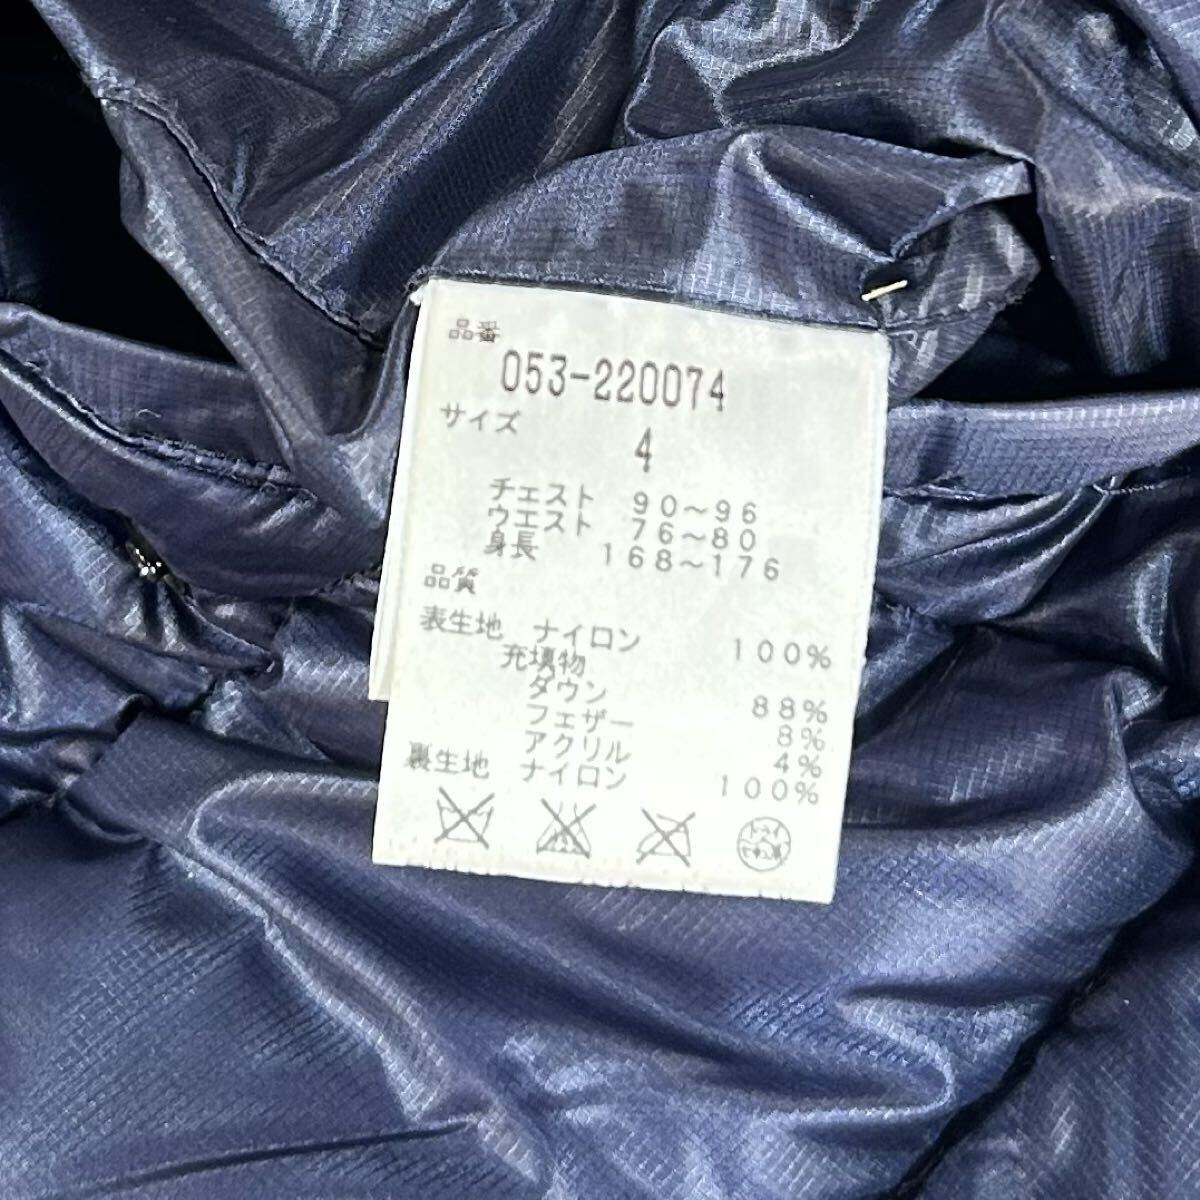 品番
053-220074
サイズ
4
チェスト 90～96
ウエスト 76～80
身長 168～176
品質
表生地 ナイロン 100%
充填物
ダウン 88%
フェザー 8%
アクリル 4%
裏生地 ナイロン 100%